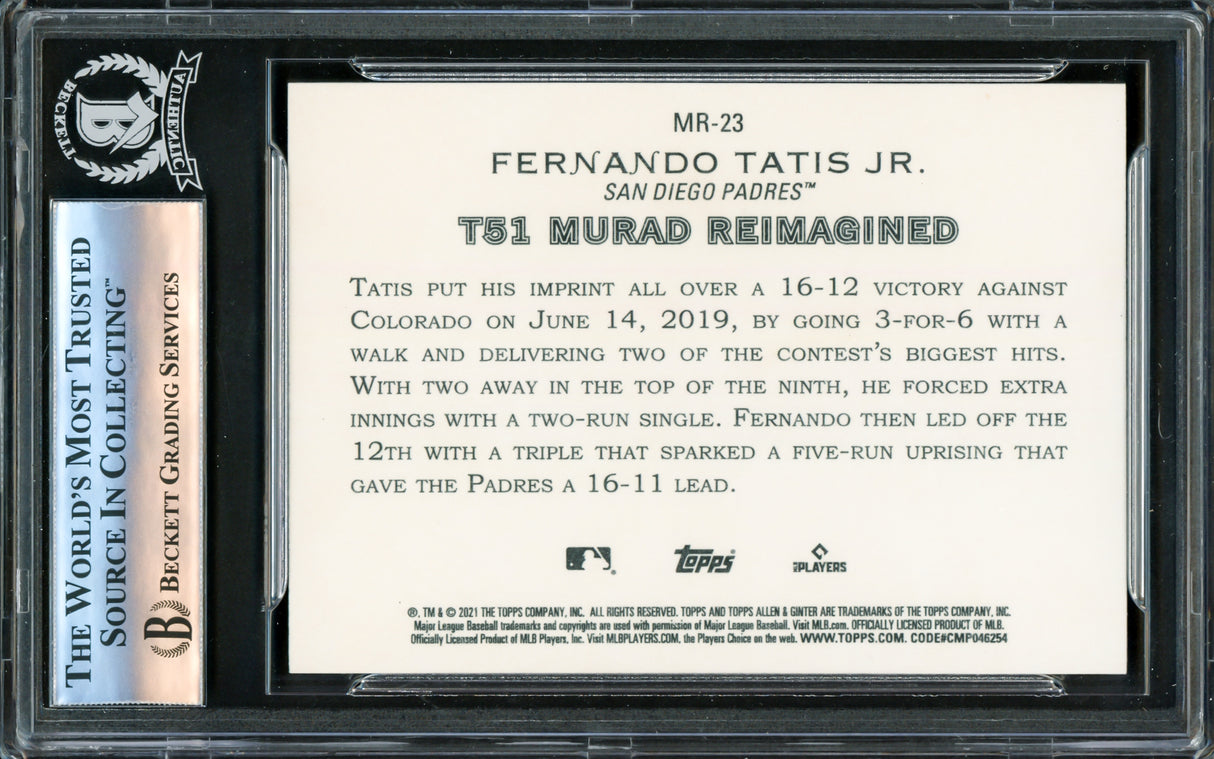 BECKETT AUTHENTIC
B
THE WORLD'S MOST TRUSTED
SOURCE IN COLLECTING™
B BECKETT GRADING SERVICES
MR-23
FERNANDO TATIS JR.
SAN DIEGO PADRES™
T51 MURAD REIMAGINED
TATIS PUT HIS IMPRINT ALL OVER A 16-12 VICTORY AGAINST
COLORADO ON JUNE 14, 2019, BY GOING 3-FOR-6 WITH A
WALK AND DELIVERING TWO OF THE CONTEST'S BIGGEST HITS.
WITH TWO AWAY IN THE TOP OF THE NINTH, HE FORCED EXTRA
INNINGS WITH A TWO-RUN SINGLE. FERNANDO THEN LED OFF THE
12TH WITH A TRIPLE THAT SPARKED A FIVE-RUN UPRISING THAT
GAVE THE PADRES A 16-11 LEAD.
Topps MLBPLAYERS
®, TM & © 2021 THE TOPPS COMPANY, INC. ALL RIGHTS RESERVED. TOPPS AND TOPPS ALLEN & GINTER ARE TRADEMARKS OF THE TOPPS COMPANY, INC.
Major League Baseball trademarks and copyrights are used with permission of Major League Baseball. Visit MLB.com. OFFICIALLY LICENSED PRODUCT OF MLB.
Officially Licensed Product of MLB Players, Inc. Visit MLBPLAYERS.COM, the Players Choice on the web. WWW.TOPPS.COM. CODE#CMP046254